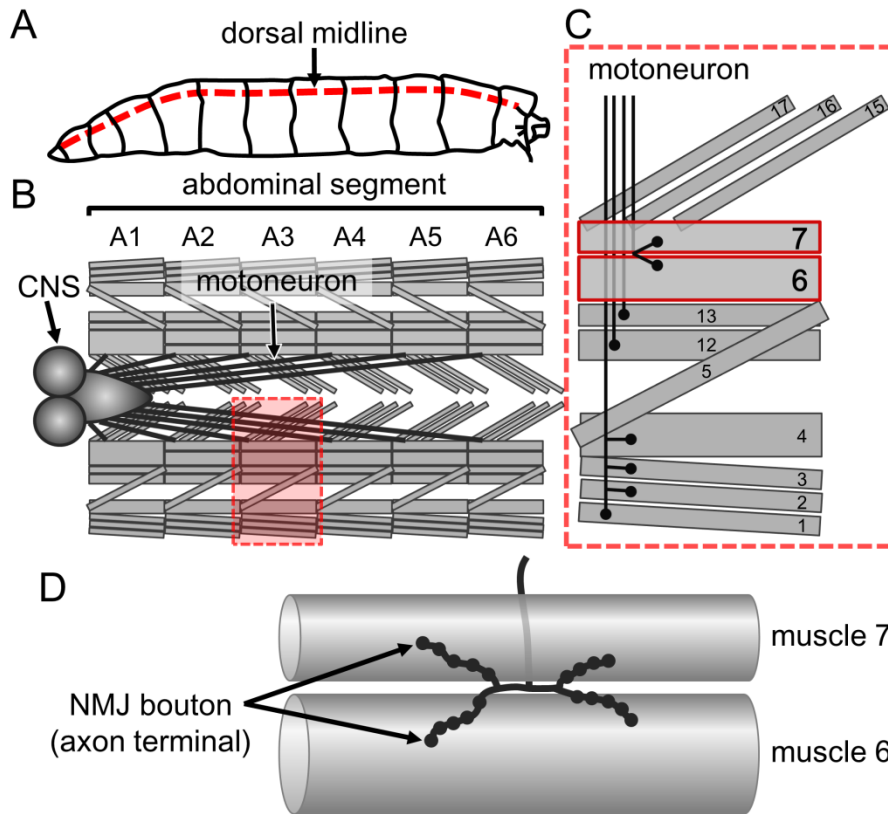 A
dorsal midline
B
abdominal segment
A1 A2 A3 A4 A5 A6
CNS
motoneuron
C
motoneuron
17
16
15
7
6
13
12
5
4
3
2
1
D
NMJ bouton
(axon terminal)
muscle 7
muscle 6